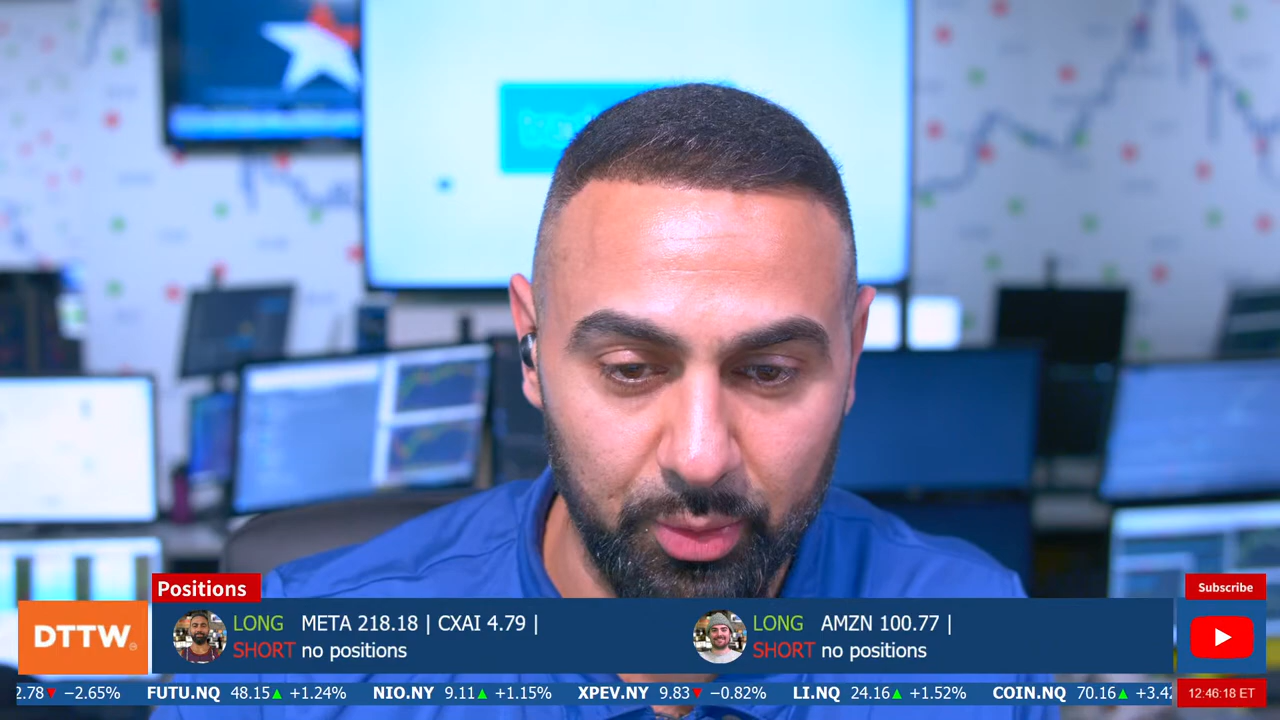 Positions
Subscribe
DTTW
LONG META 218.18 | CXAI 4.79 |
SHORT no positions
LONG AMZN 100.77 |
SHORT no positions
2.78▼ −2.65% FUTU.NQ 48.15▲ +1.24% NIO.NY 9.11▲ +1.15% XPEV.NY 9.83▼ −0.82% LI.NQ 24.16▲ +1.52% COIN.NQ 70.16▲ +3.42
12:46:18 ET